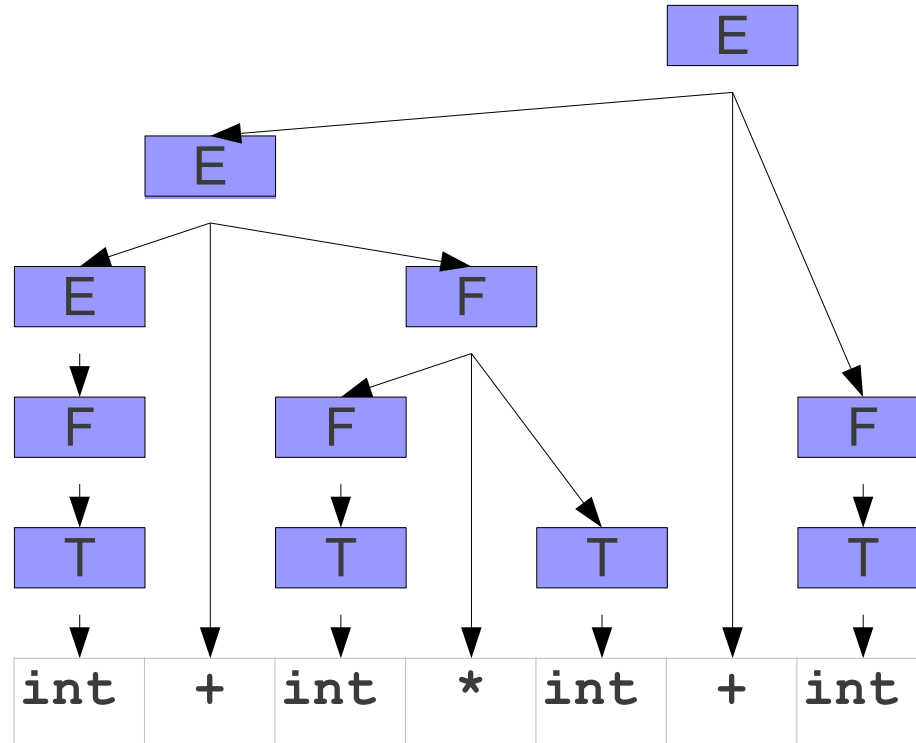 E
E
E F
F F F
T T T T
int + int * int + int